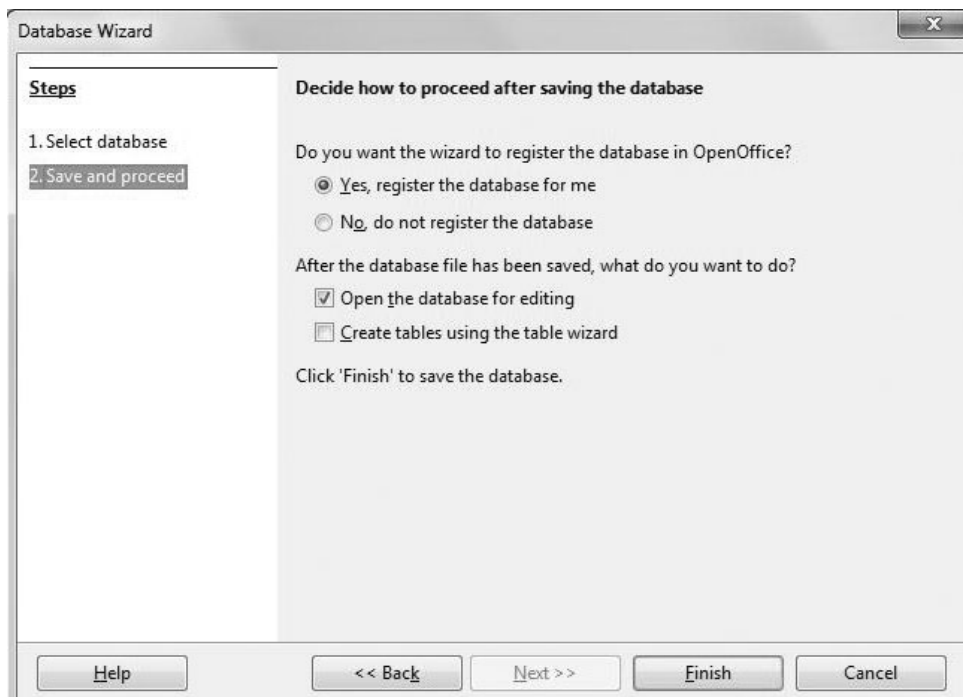 Database Wizard
Steps
1. Select database
2. Save and proceed
Decide how to proceed after saving the database
Do you want the wizard to register the database in OpenOffice?
Yes, register the database for me
No, do not register the database
After the database file has been saved, what do you want to do?
Open the database for editing
Create tables using the table wizard
Click 'Finish' to save the database.
Help
<< Back
Next >>
Finish
Cancel